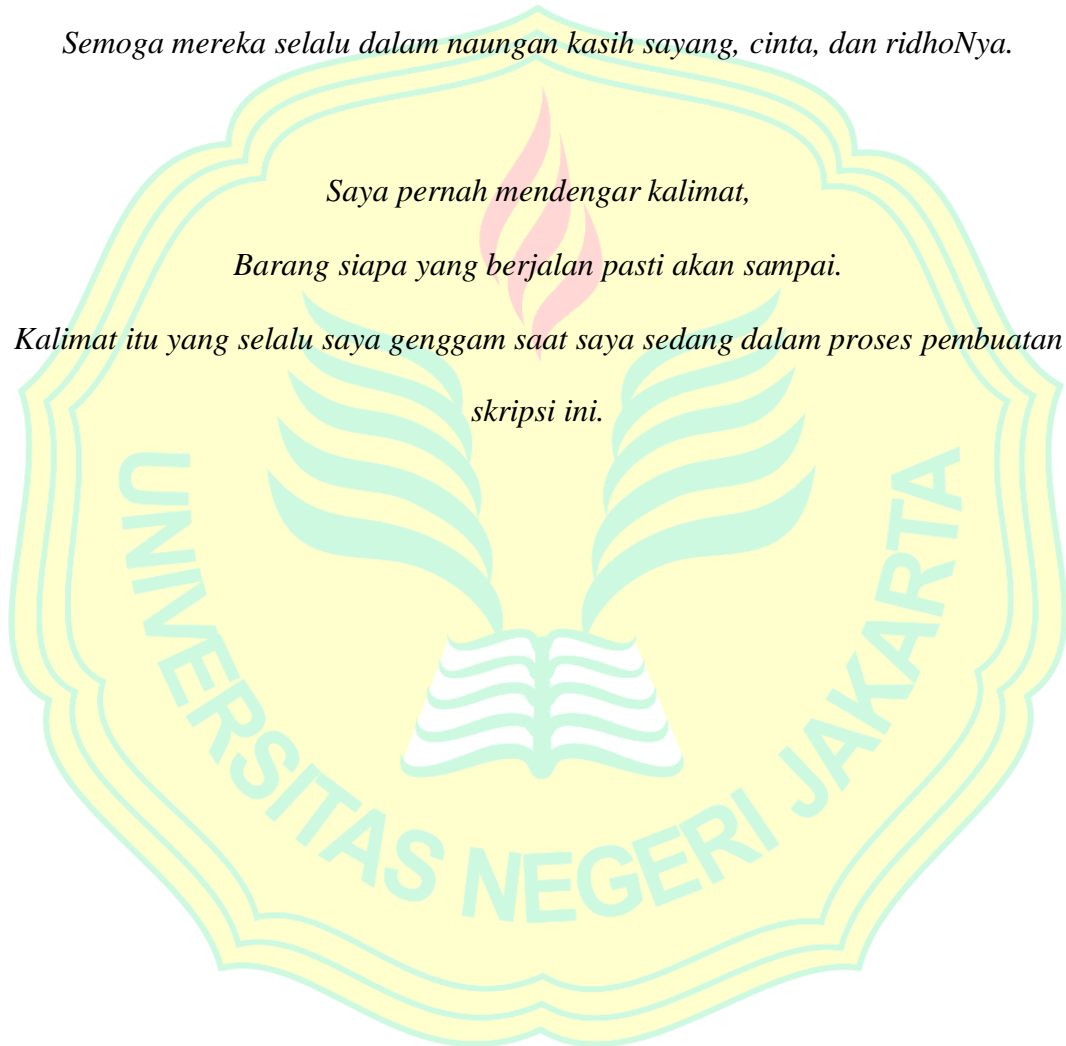 Semoga mereka selalu dalam naungan kasih sayang, cinta, dan ridhoNya.
Saya pernah mendengar kalimat,
Barang siapa yang berjalan pasti akan sampai.
Kalimat itu yang selalu saya genggam saat saya sedang dalam proses pembuatan
skripsi ini.
UNIVERSITAS NEGERI JAKARTA